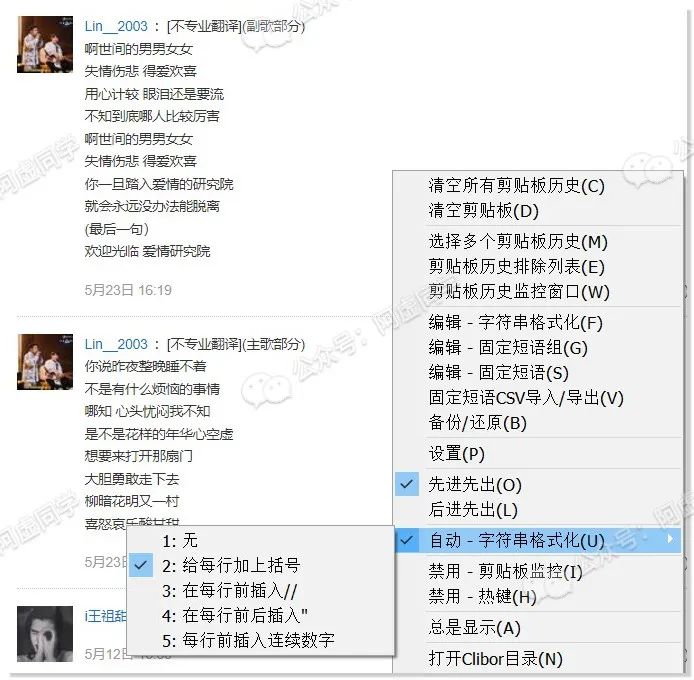 Lin__2003 : [不专业翻译](副歌部分)
啊世间的男男女女
失情伤悲 得爱欢喜
用心计较 眼泪还是要流
不知到底哪人比较厉害
啊世间的男男女女
失情伤悲 得爱欢喜
你一旦踏入爱情的研究院
就会永远没办法能脱离
(最后一句)
欢迎光临 爱情研究院
5月23日 16:19
Lin__2003 : [不专业翻译](主歌部分)
你说昨夜整晚睡不着
不是有什么烦恼的事情
哪知 心头忧闷我不知
是不是花样的年华心空虚
想要来打开那扇门
大胆勇敢走下去
柳暗花明又一村
喜怒哀乐酸甘甜
5月23日
i王祖甜
5月12日
清空所有剪贴板历史(C)
清空剪贴板(D)
选择多个剪贴板历史(M)
剪贴板历史排除列表(E)
剪贴板历史监控窗口(W)
编辑 - 字符串格式化(F)
编辑 - 固定短语组(G)
编辑 - 固定短语(S)
固定短语CSV导入/导出(V)
备份/还原(B)
设置(P)
先进先出(O)
后进先出(L)
自动 - 字符串格式化(U)
禁用 - 剪贴板监控(I)
禁用 - 热键(H)
总是显示(A)
打开Clibor目录(N)
1: 无
2: 给每行加上括号
3: 在每行前插入//
4: 在每行前后插入"
5: 每行前插入连续数字
公众号：阿虚同学
阿虚同学
阿虚同学